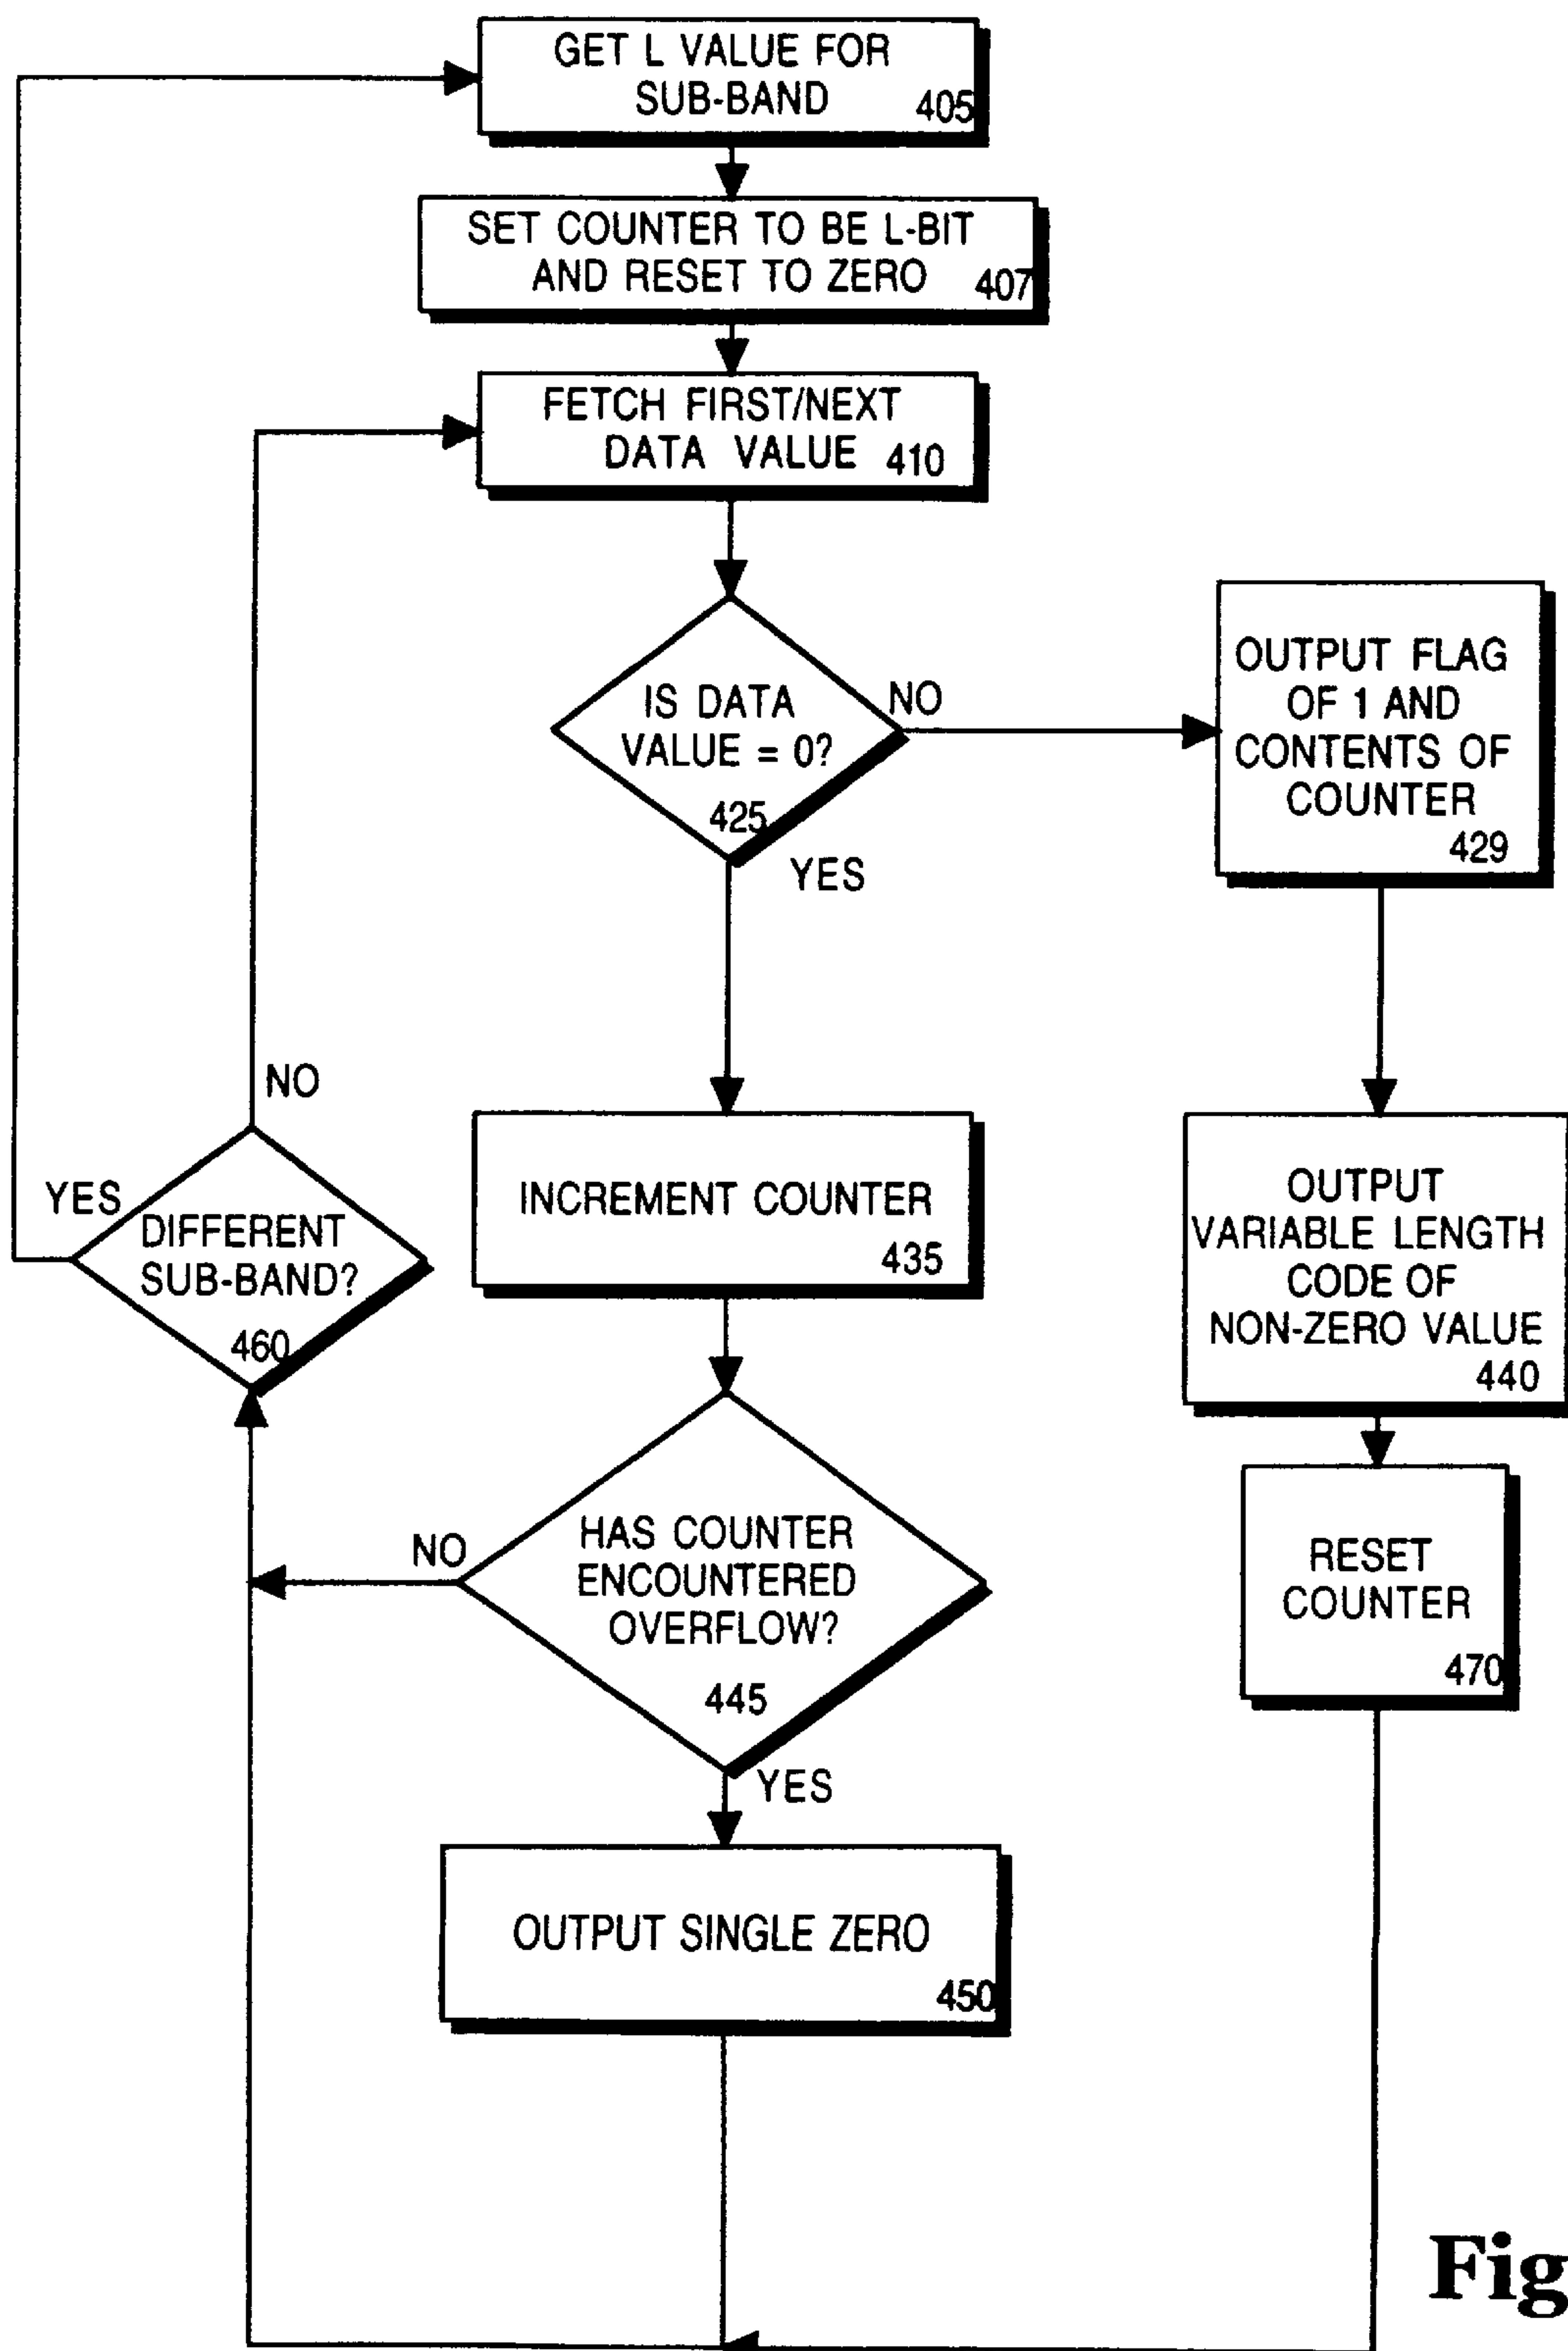 GET L VALUE FOR
SUB-BAND
405
SET COUNTER TO BE L-BIT
AND RESET TO ZERO
407
FETCH FIRST/NEXT
DATA VALUE
410
IS DATA
VALUE = 0?
425
NO
YES
OUTPUT FLAG
OF 1 AND
CONTENTS OF
COUNTER
429
NO
YES
DIFFERENT
SUB-BAND?
460
INCREMENT COUNTER
435
OUTPUT
VARIABLE LENGTH
CODE OF
NON-ZERO VALUE
440
NO
HAS COUNTER
ENCOUNTERED
OVERFLOW?
445
YES
RESET
COUNTER
470
OUTPUT SINGLE ZERO
450
Fig